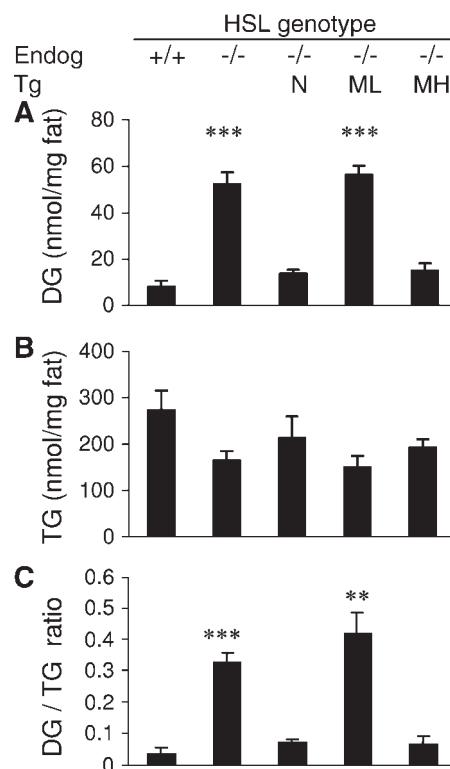 HSL genotype
Endog +/+ -/- -/- -/- -/-
Tg N ML MH
A
DG (nmol/mg fat)
80
60
40
20
0
*** ***
B
TG (nmol/mg fat)
400
300
200
100
0
C
DG / TG ratio
0.6
0.5
0.4
0.3
0.2
0.1
0
*** **